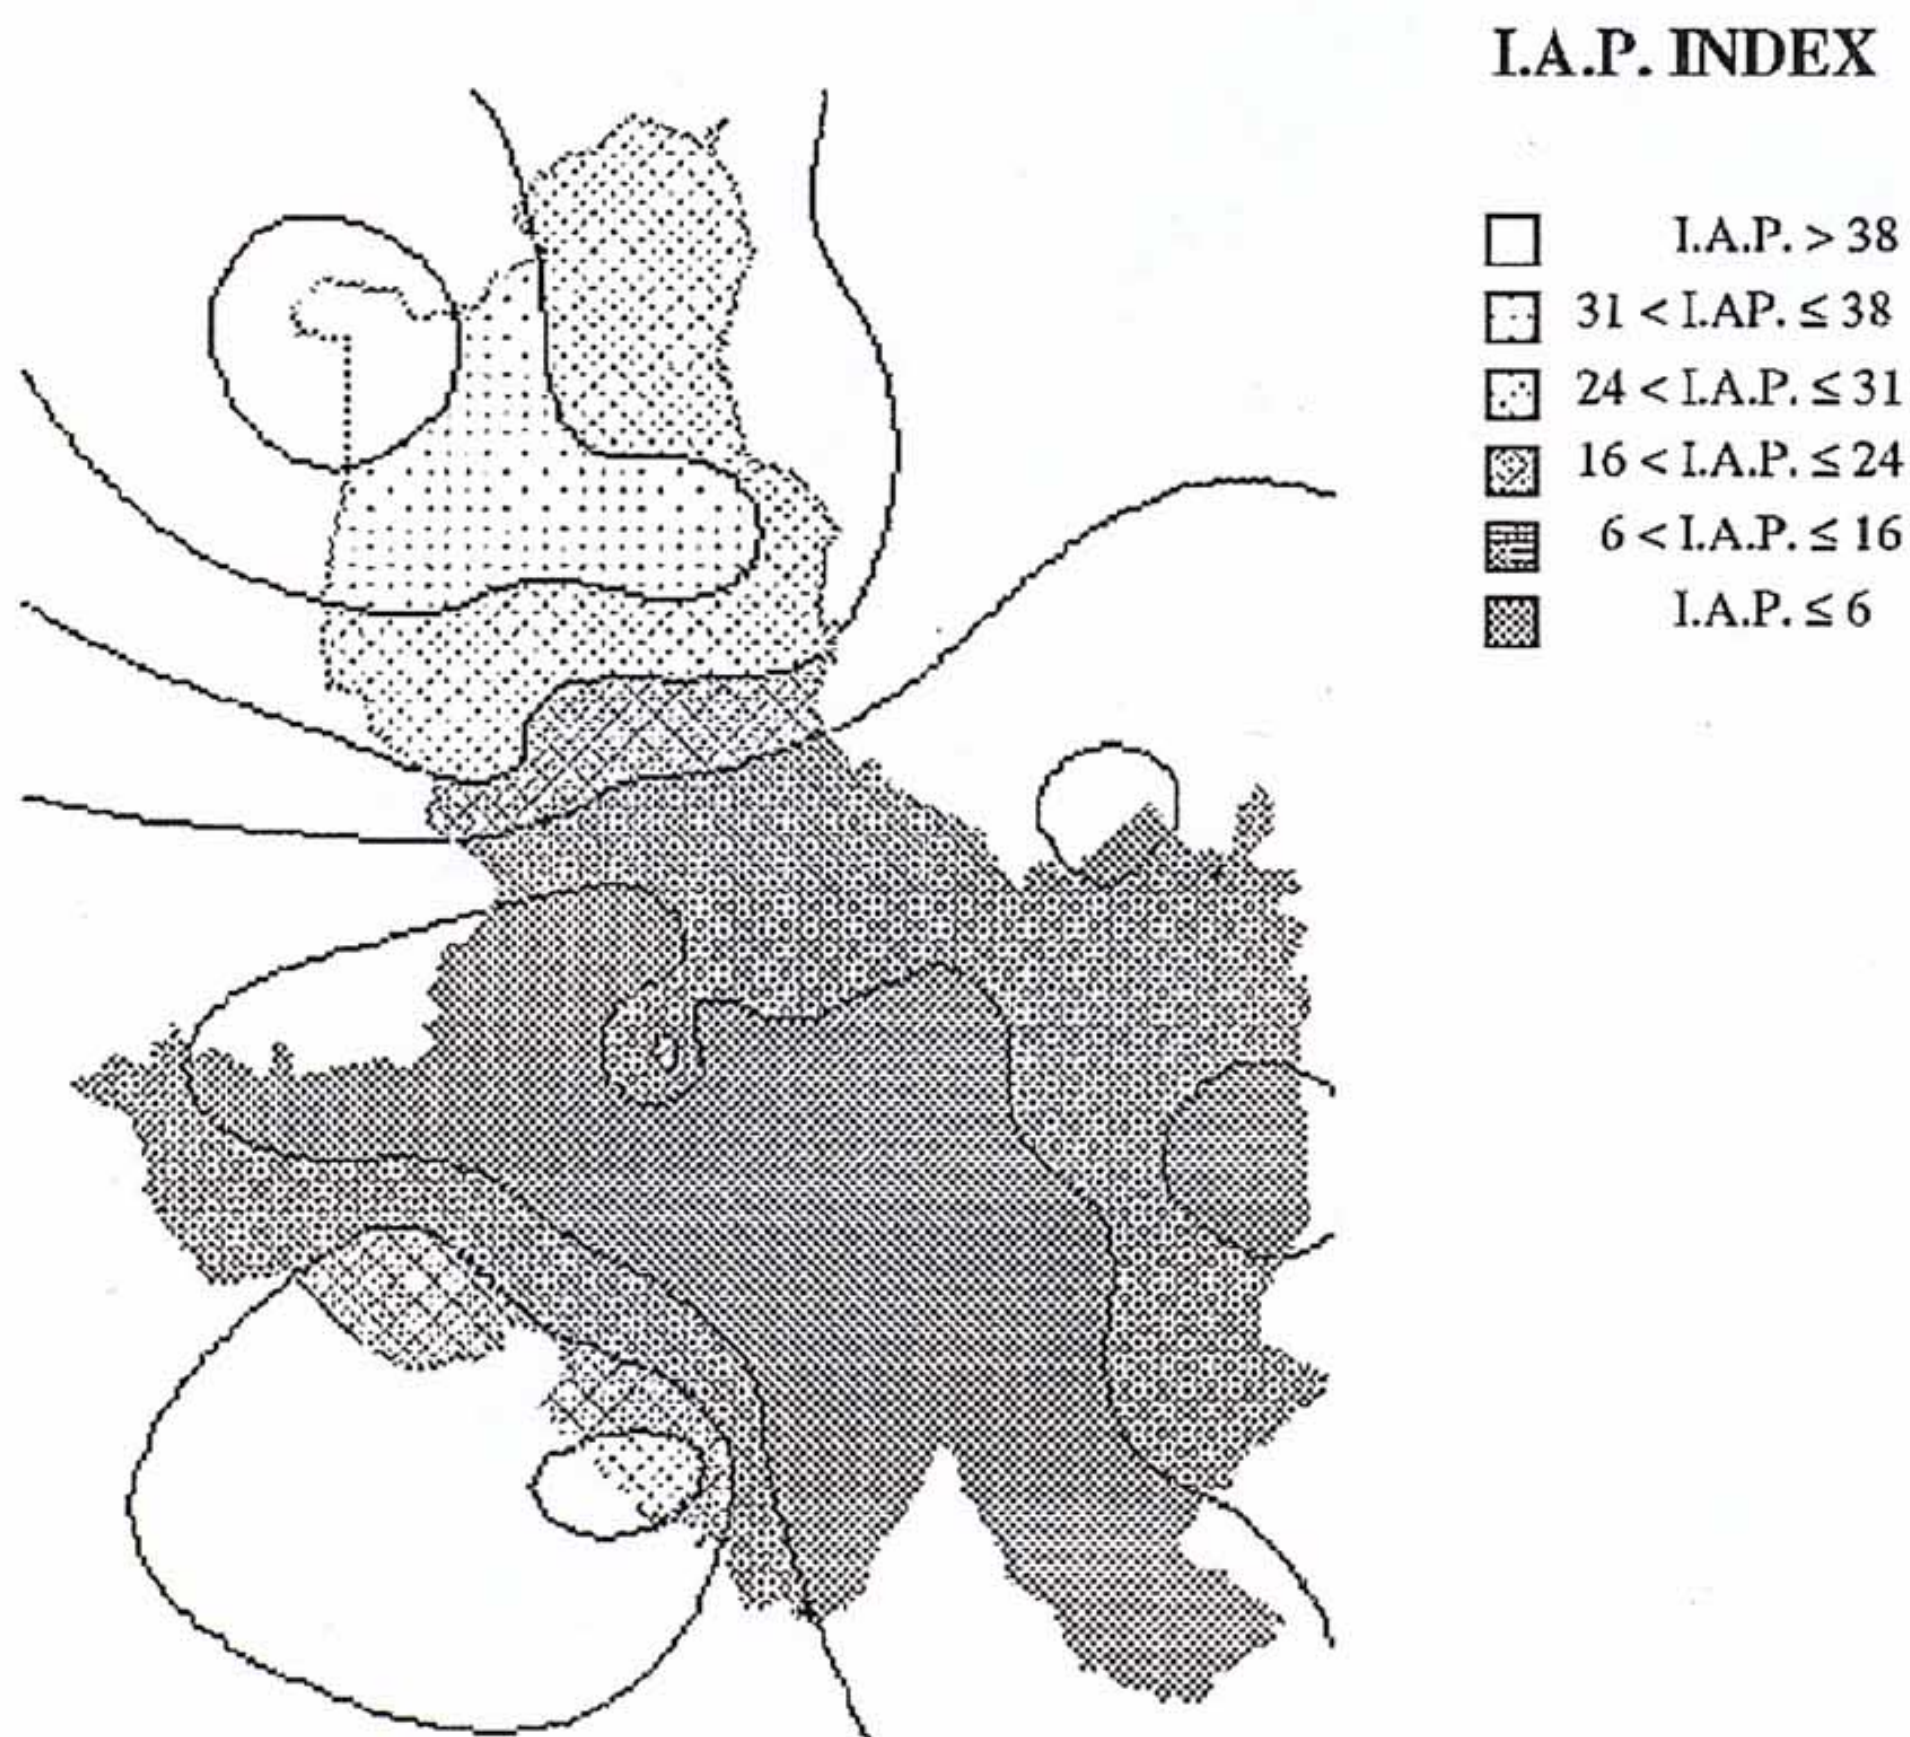 I.A.P. INDEX
I.A.P. > 38
31 < I.AP. ≤ 38
24 < I.A.P. ≤ 31
16 < I.A.P. ≤ 24
6 < I.A.P. ≤ 16
I.A.P. ≤ 6